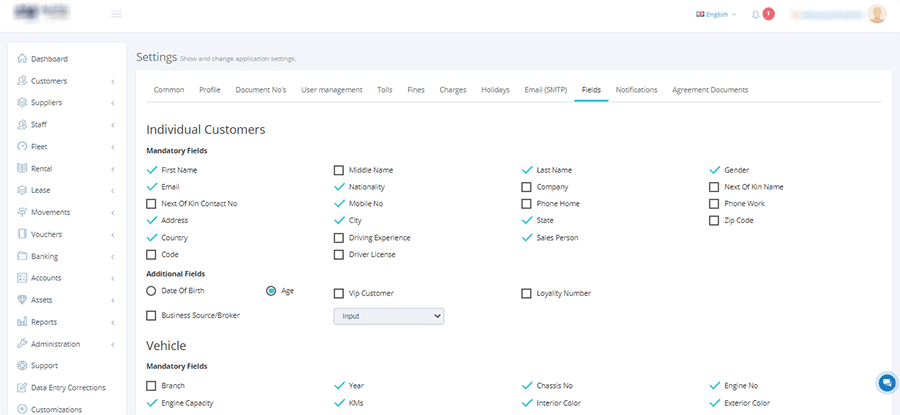 English
1
Dashboard
Customers
Suppliers
Staff
Fleet
Rental
Lease
Movements
Vouchers
Banking
Accounts
Assets
Reports
Administration
Support
Data Entry Corrections
Customizations
Settings Show and change application settings.
Common Profile Document No's User management Tolls Fines Charges Holidays Email (SMTP) Fields Notifications Agreement Documents
Individual Customers
Mandatory Fields
First Name Middle Name Last Name Gender
Email Nationality Company Next Of Kin Name
Next Of Kin Contact No Mobile No Phone Home Phone Work
Address City State Zip Code
Country Driving Experience Sales Person
Code Driver License
Additional Fields
Date Of Birth Age Vip Customer Loyality Number
Business Source/Broker Input
Vehicle
Mandatory Fields
Branch Year Chassis No Engine No
Engine Capacity KMs Interior Color Exterior Color